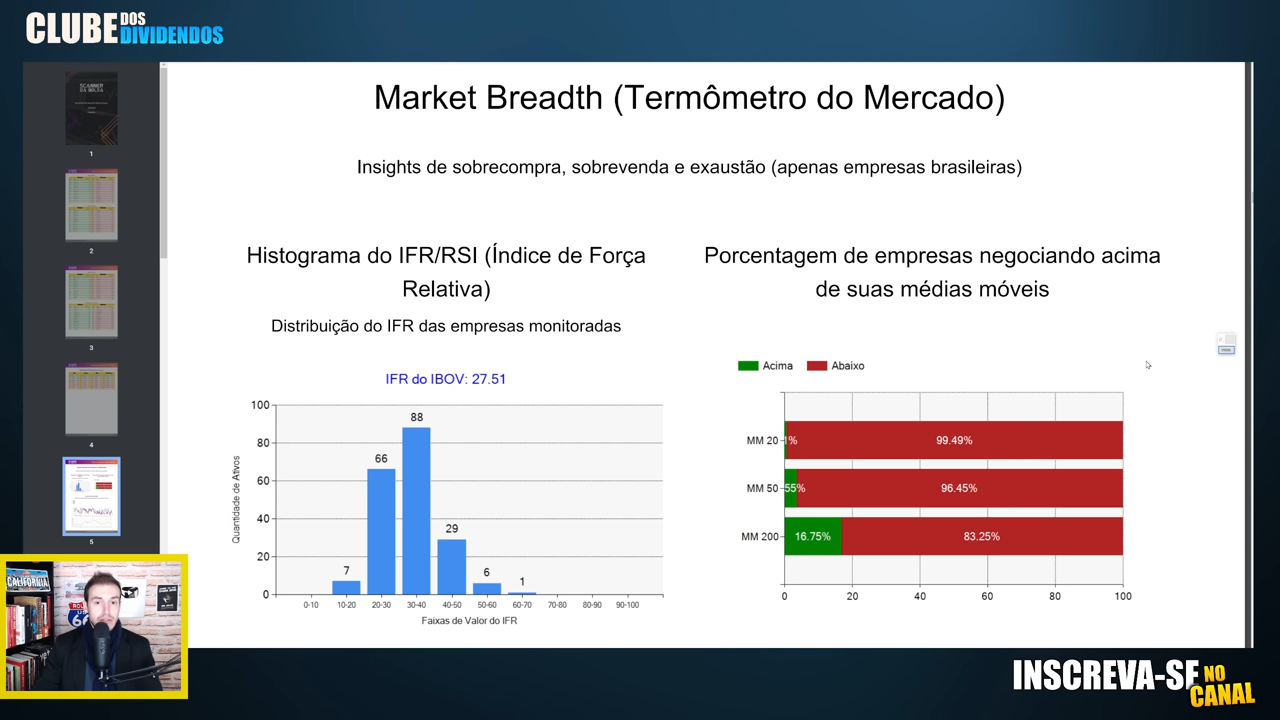 CLUBE DOS DIVIDENDOS
SCANNER
DA BOLSA
1
2
3
4
5
Market Breadth (Termômetro do Mercado)
Insights de sobrecompra, sobrevenda e exaustão (apenas empresas brasileiras)
Histograma do IFR/RSI (Índice de Força
Relativa)
Distribuição do IFR das empresas monitoradas
IFR do IBOV: 27.51
Quantidade de Ativos
100
80
60
40
20
0
7
66
88
29
6
1
0-10 10-20 20-30 30-40 40-50 50-60 60-70 70-80 80-90 90-100
Faixas de Valor do IFR
Porcentagem de empresas negociando acima
de suas médias móveis
Acima Abaixo
MM 20 1% 99.49%
MM 50 55% 96.45%
MM 200 16.75% 83.25%
0 20 40 60 80 100
CALIFORNIA
INSCREVA-SE NO
CANAL